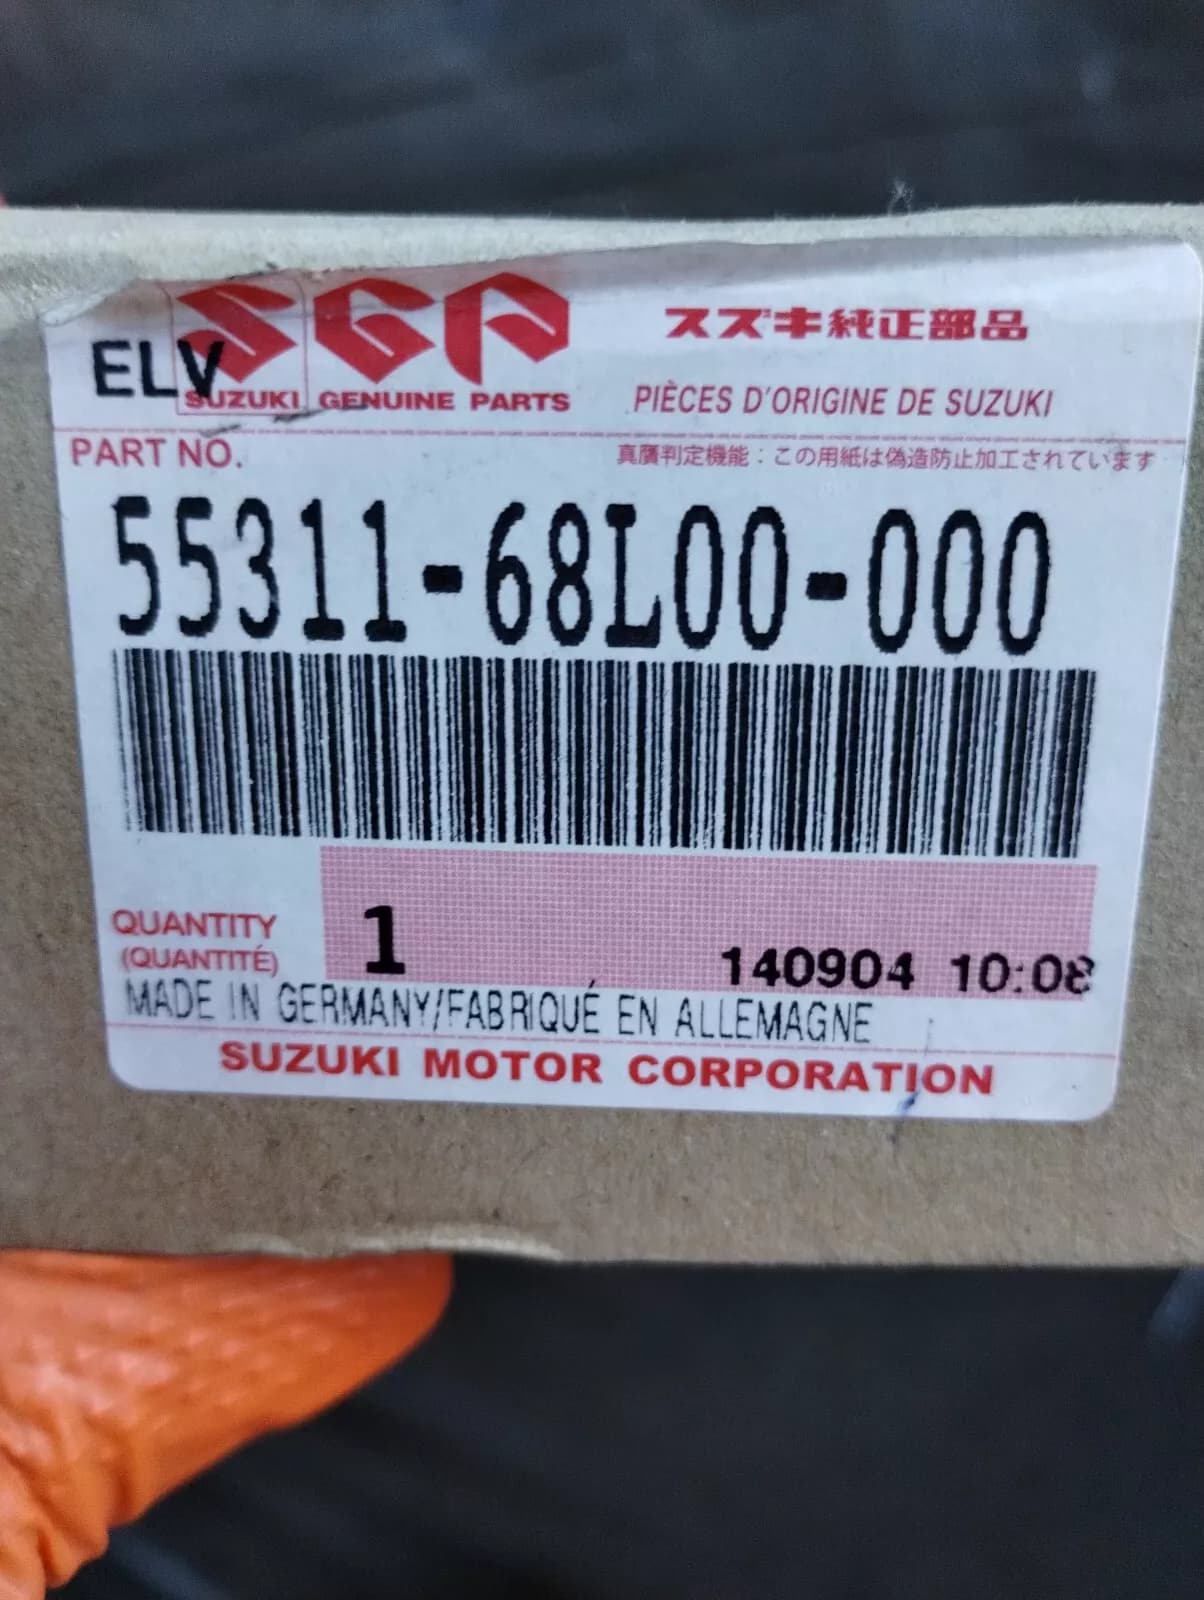 SGP
スズキ純正部品
ELV
SUZUKI GENUINE PARTS
PIÈCES D'ORIGINE DE SUZUKI
PART NO.
真贋判定機能：この用紙は偽造防止加工されています
55311-68L00-000
QUANTITY
(QUANTITÉ)
1
140904 10:08
MADE IN GERMANY/FABRIQUÉ EN ALLEMAGNE
SUZUKI MOTOR CORPORATION